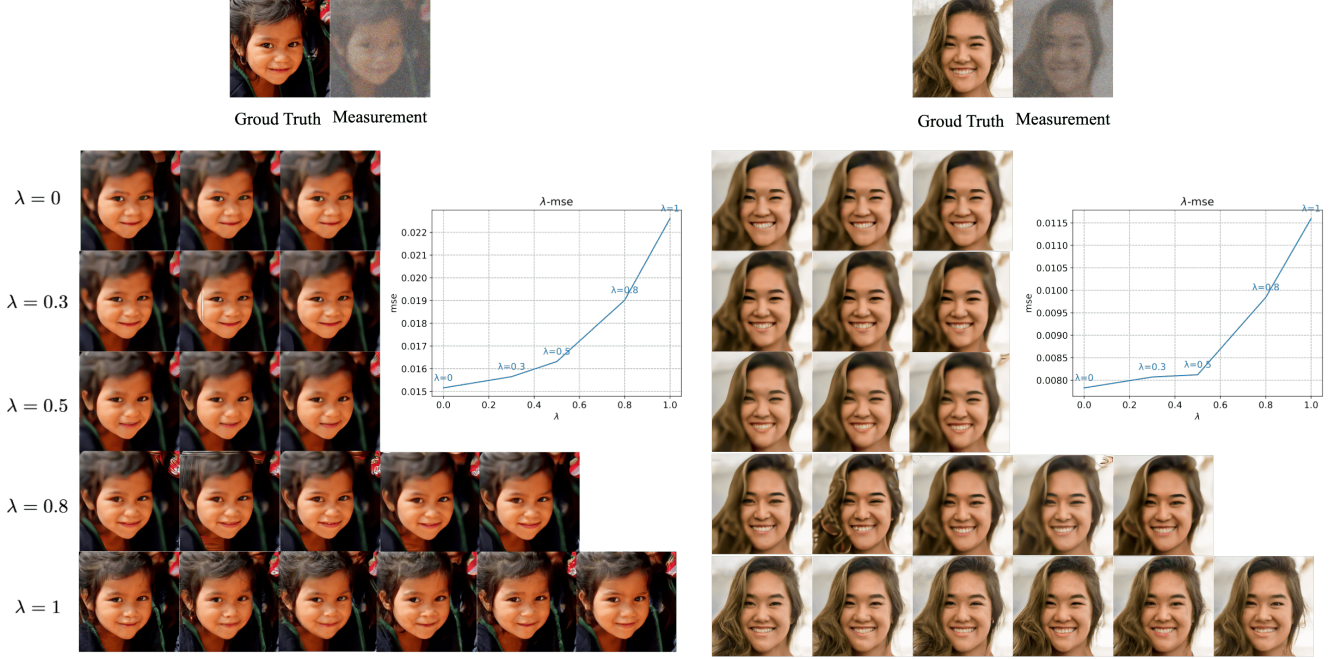 Groud Truth Measurement
Groud Truth Measurement
λ = 0
λ = 0.3
λ = 0.5
λ = 0.8
λ = 1
λ-mse
λ=1
0.022
0.021
0.020
λ=0.8
0.019
0.018
0.017
λ=0.5
λ=0.3
0.016
λ=0
0.015
mse
0.0 0.2 0.4 0.6 0.8 1.0
λ
λ-mse
λ=1
0.0115
0.0110
0.0105
λ=0.8
0.0100
0.0095
0.0090
0.0085
λ=0.5
λ=0.3
λ=0
0.0080
mse
0.0 0.2 0.4 0.6 0.8 1.0
λ